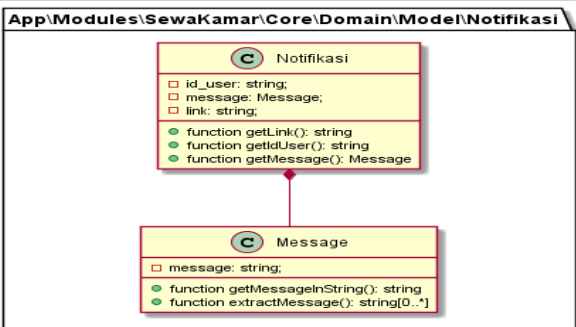 App\Modules\SewaKamar\Core\Domain\Model\Notifikasi
C Notifikasi
id_user: string;
message: Message;
link: string;
function getLink(): string
function getIdUser(): string
function getMessage(): Message
C Message
message: string;
function getMessageInString(): string
function extractMessage(): string[0..*]